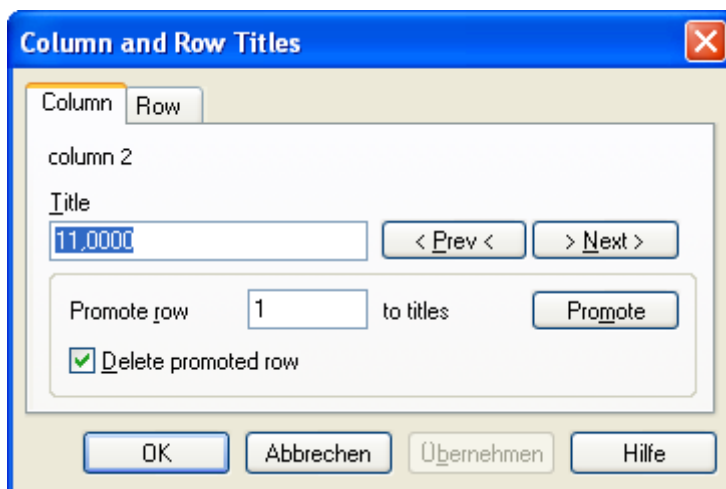 Column and Row Titles
Column Row
column 2
Title
11,0000 < Prev < > Next >
Promote row 1 to titles Promote
Delete promoted row
OK Abbrechen Übernehmen Hilfe